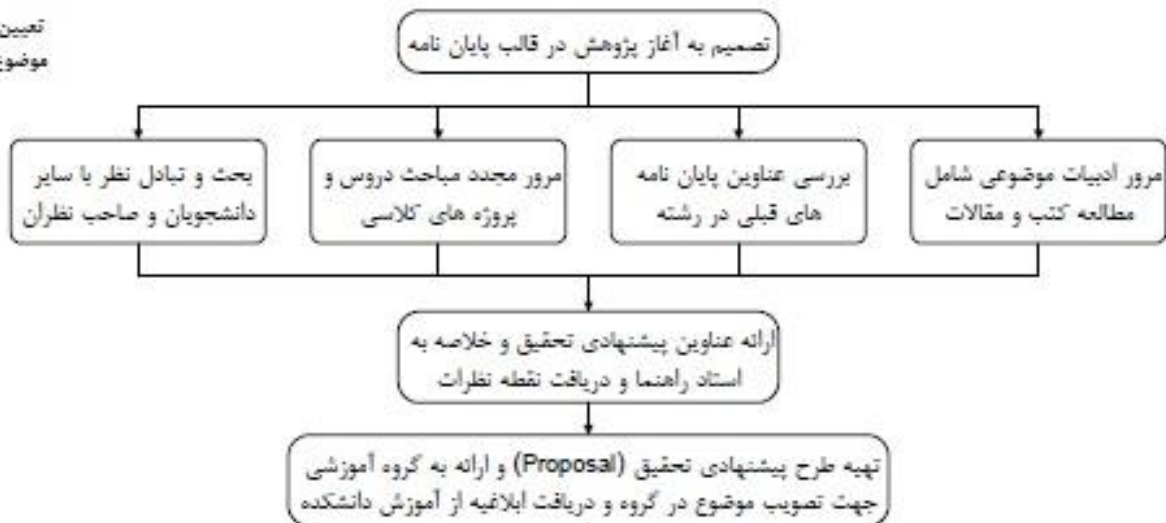 تعیین
موضوع
تصمیم به آغاز پژوهش در قالب پایان نامه
مرور ادبیات موضوعی شامل
مطالعه کتب و مقالات
بررسی عناوین پایان نامه
های قبلی در رشته
مرور مجدد مباحث دروس و
پروژه های کلاسی
بحث و تبادل نظر با سایر
دانشجویان و صاحب نظران
ارائه عناوین پیشنهادی تحقیق و خلاصه به
استاد راهنما و دریافت نقطه نظرات
تهیه طرح پیشنهادی تحقیق (Proposal) و ارائه به گروه آموزشی
جهت تصویب موضوع در گروه و دریافت ابلاغیه از آموزش دانشکده